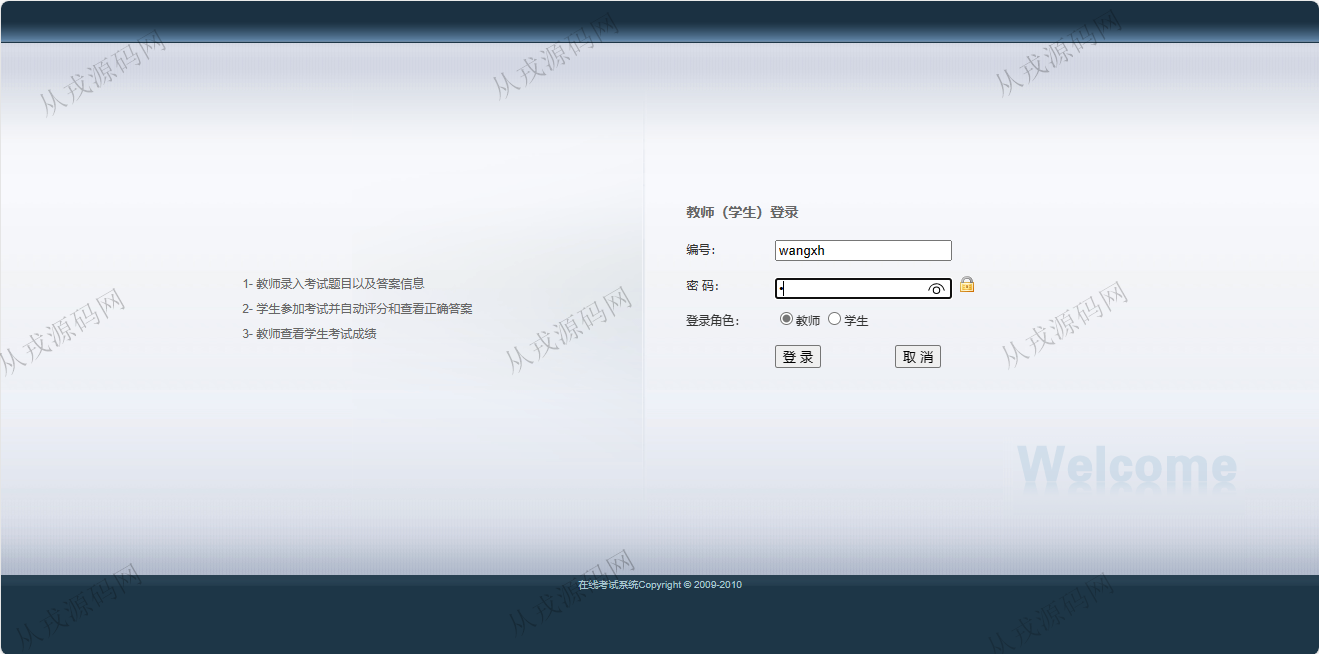 从戎源码网
从戎源码网
从戎源码网
教师（学生）登录
编号：
wangxh
密 码：
登录角色：
教师
学生
登 录
取 消
1- 教师录入考试题目以及答案信息
2- 学生参加考试并自动评分和查看正确答案
3- 教师查看学生考试成绩
从戎源码网
从戎源码网
从戎源码网
Welcome
在线考试系统Copyright © 2009-2010
从戎源码网
从戎源码网
从戎源码网